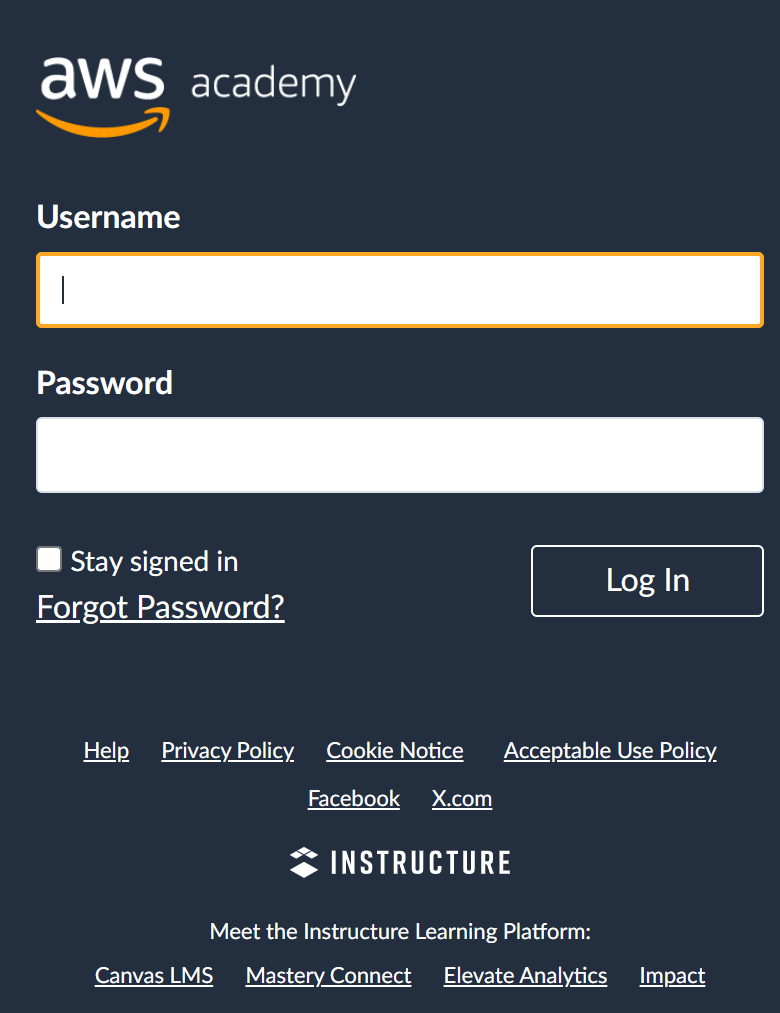 aws academy
Username
Password
Stay signed in
Log In
Forgot Password?
Help Privacy Policy Cookie Notice Acceptable Use Policy
Facebook X.com
INSTRUCTURE
Meet the Instructure Learning Platform:
Canvas LMS Mastery Connect Elevate Analytics Impact